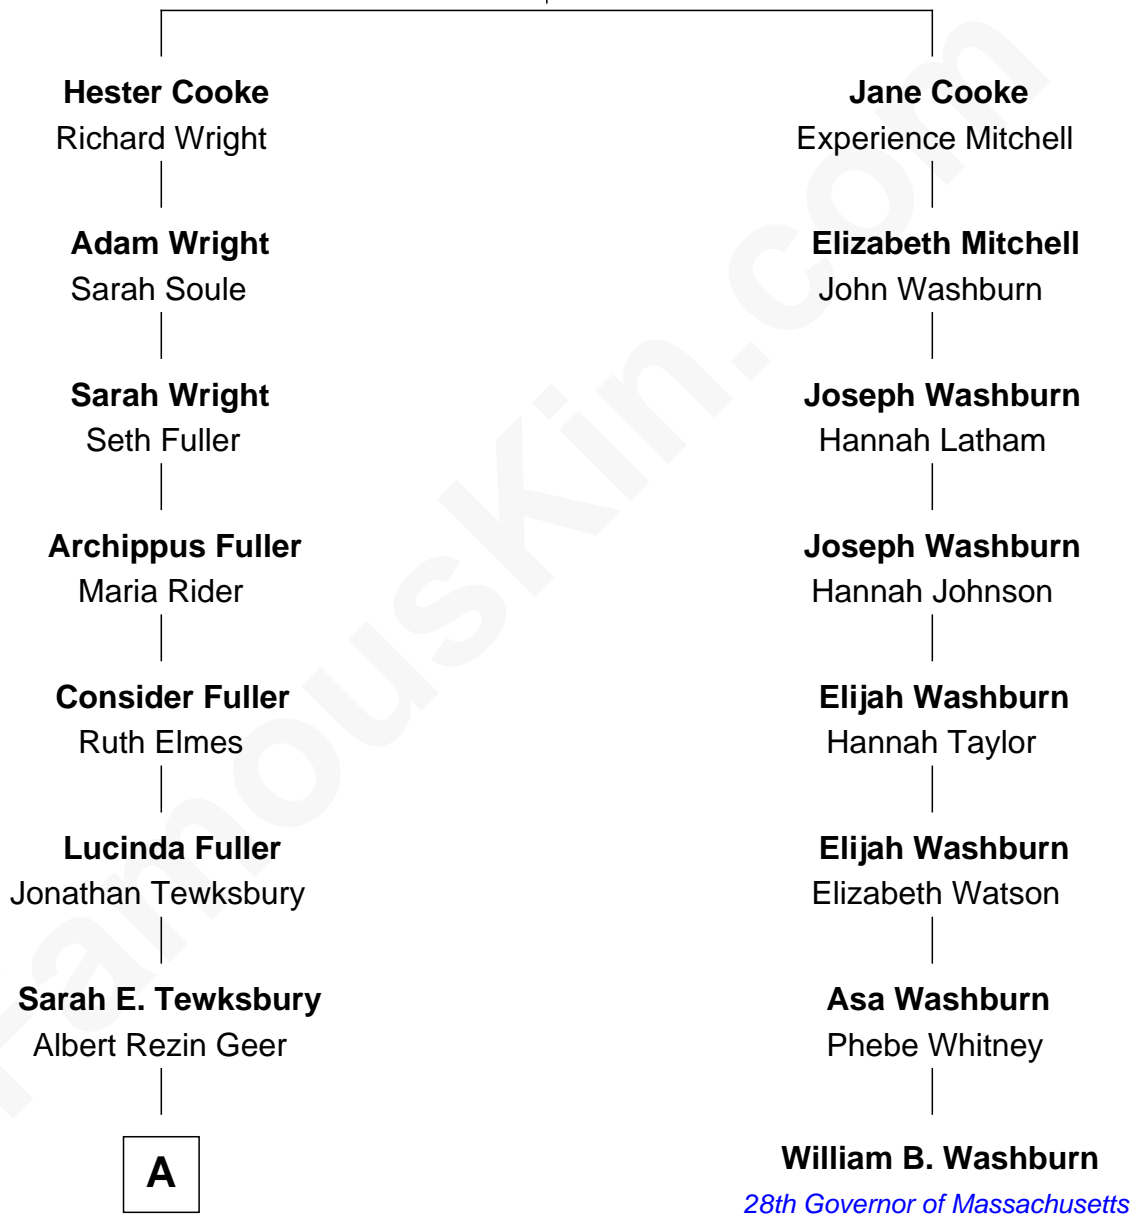 Hester Cooke
Richard Wright
Adam Wright
Sarah Soule
Sarah Wright
Seth Fuller
Archippus Fuller
Maria Rider
Consider Fuller
Ruth Elmes
Lucinda Fuller
Jonathan Tewksbury
Sarah E. Tewksbury
Albert Rezin Geer
A
Jane Cooke
Experience Mitchell
Elizabeth Mitchell
John Washburn
Joseph Washburn
Hannah Latham
Joseph Washburn
Hannah Johnson
Elijah Washburn
Hannah Taylor
Elijah Washburn
Elizabeth Watson
Asa Washburn
Phebe Whitney
William B. Washburn
28th Governor of Massachusetts
FamousKin.com